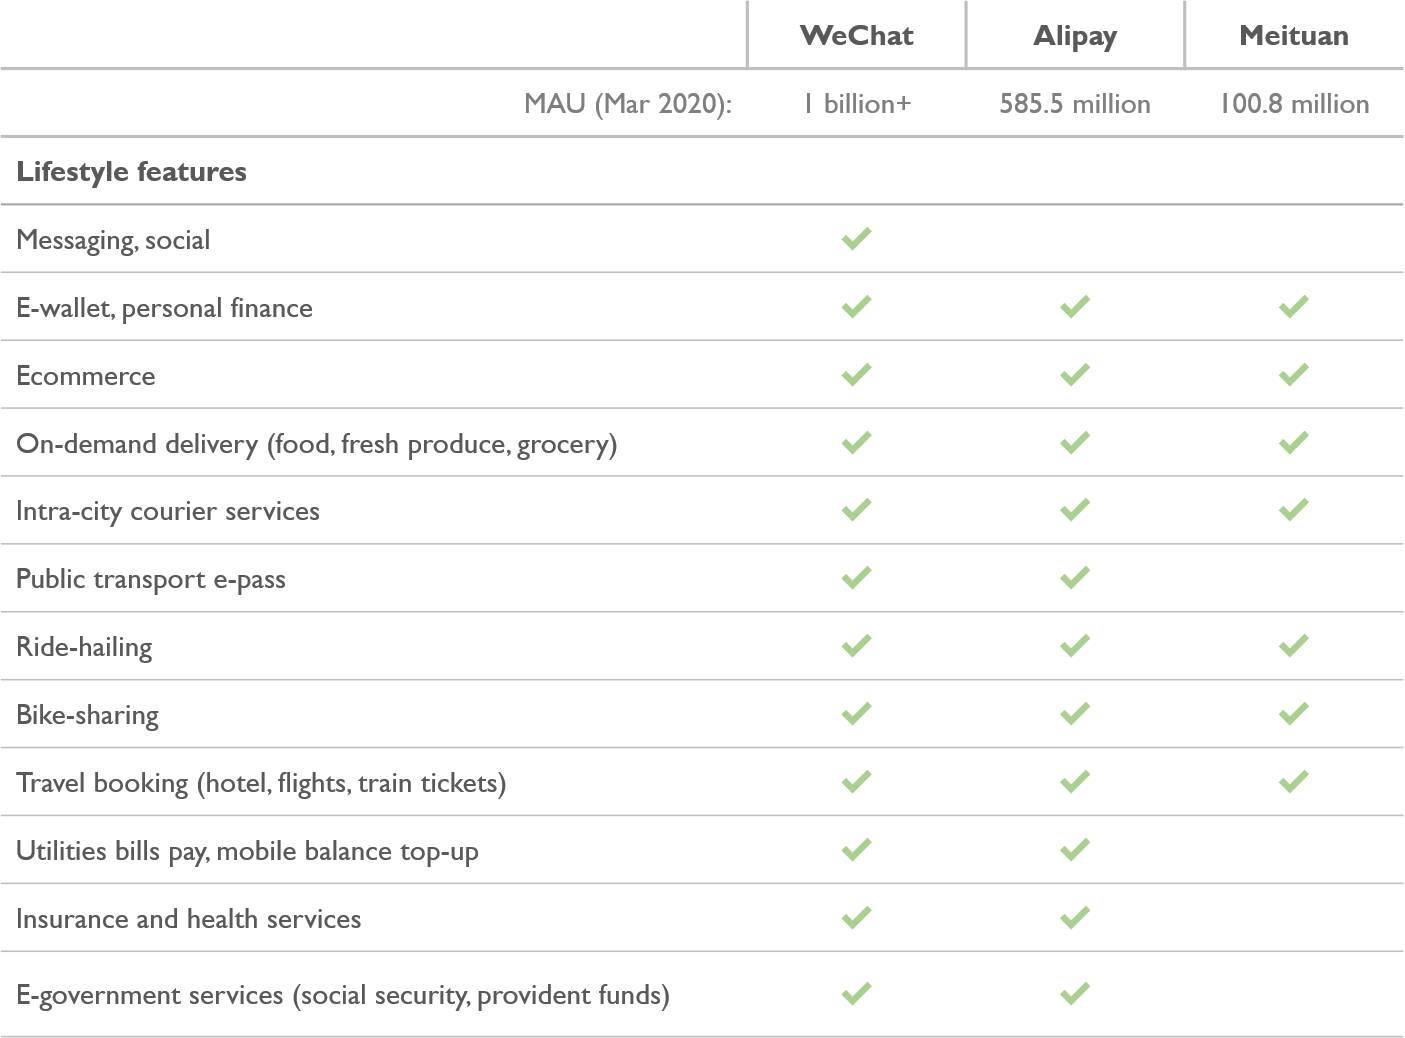 WeChat Alipay Meituan
MAU (Mar 2020): 1 billion+ 585.5 million 100.8 million
Lifestyle features
Messaging, social
E-wallet, personal finance
Ecommerce
On-demand delivery (food, fresh produce, grocery)
Intra-city courier services
Public transport e-pass
Ride-hailing
Bike-sharing
Travel booking (hotel, flights, train tickets)
Utilities bills pay, mobile balance top-up
Insurance and health services
E-government services (social security, provident funds)